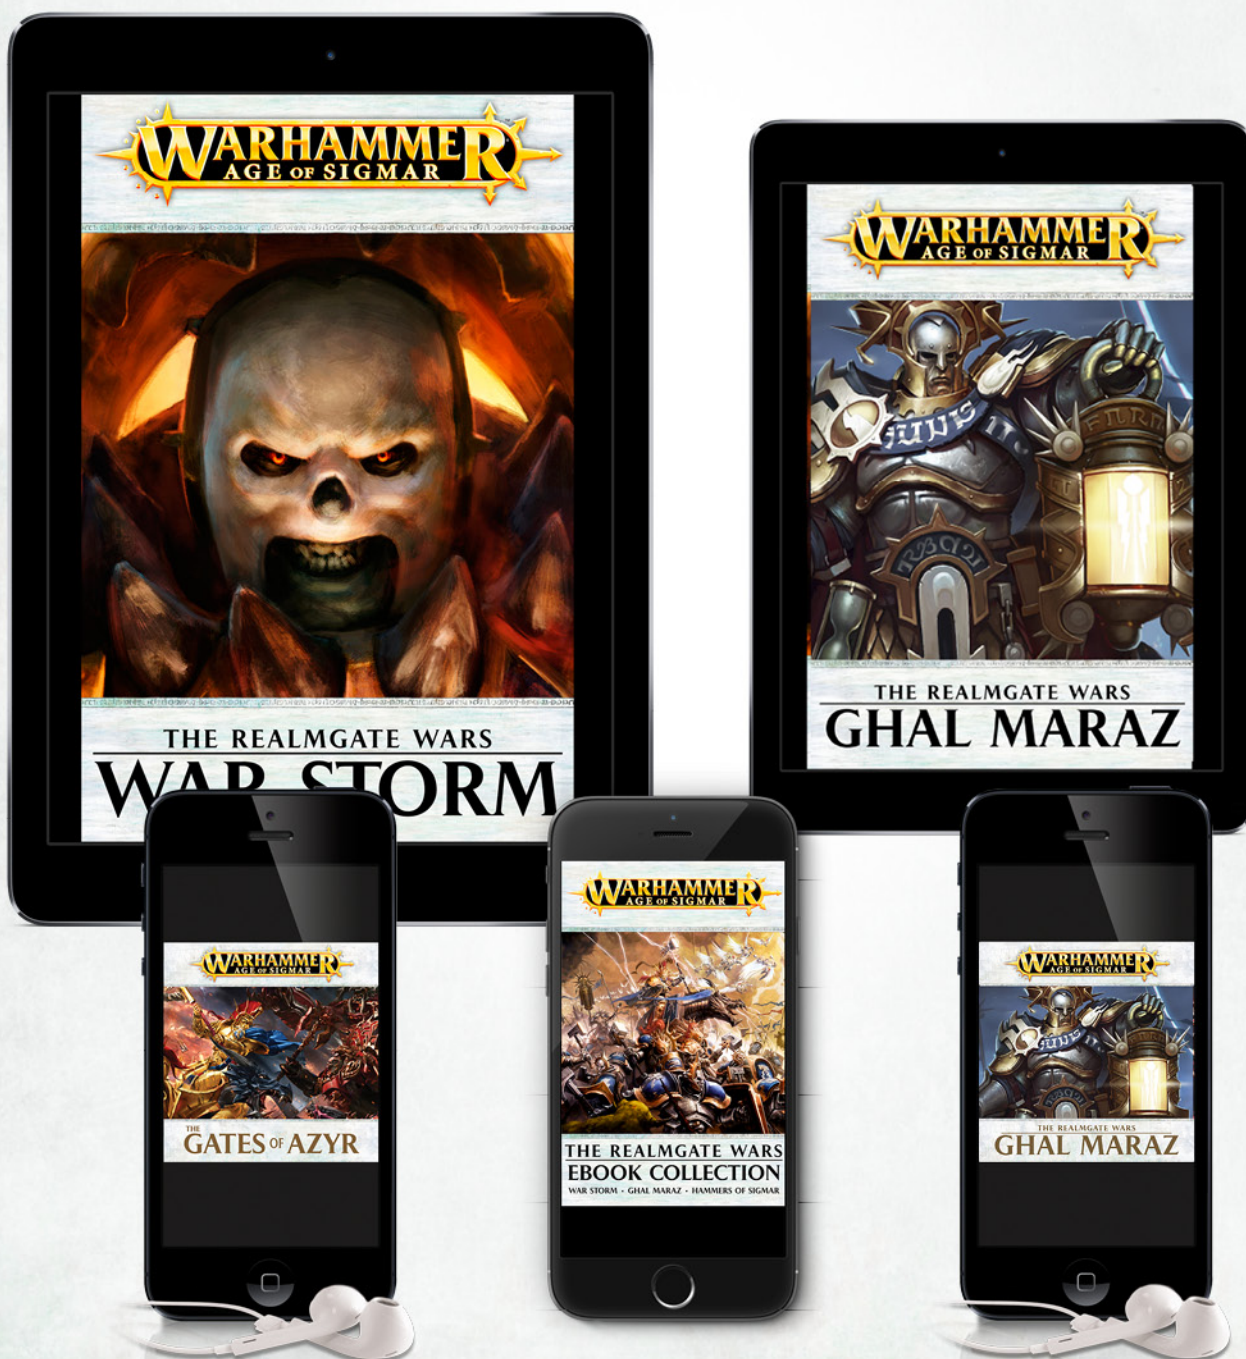 WARHAMMER
AGE OF SIGMAR
THE REALMGATE WARS
WAR STORM
WARHAMMER
AGE OF SIGMAR
THE REALMGATE WARS
GHAL MARAZ
WARHAMMER
AGE OF SIGMAR
THE
GATES OF AZYR
WARHAMMER
AGE OF SIGMAR
THE REALMGATE WARS
EBOOK COLLECTION
WAR STORM • GHAL MARAZ • HAMMERS OF SIGMAR
WARHAMMER
AGE OF SIGMAR
THE REALMGATE WARS
GHAL MARAZ